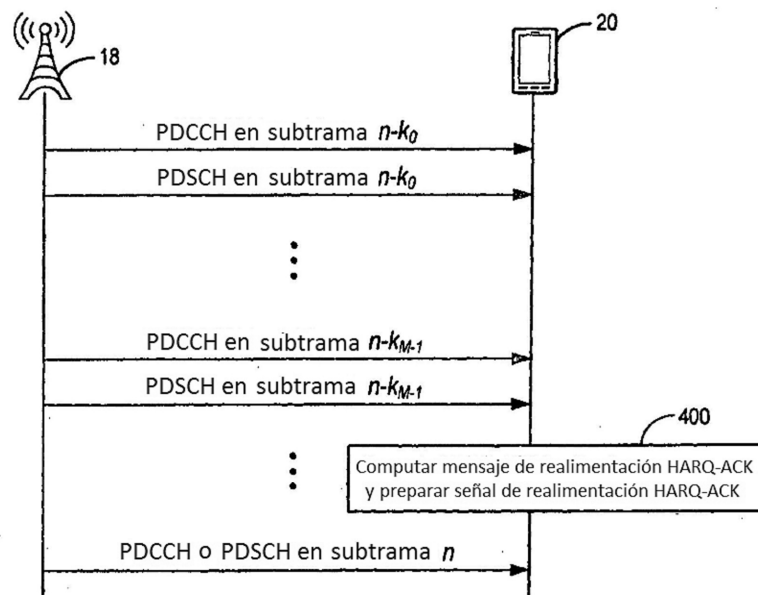 18
20
PDCCH en subtrama n-k0
PDSCH en subtrama n-k0
PDCCH en subtrama n-kM-1
PDSCH en subtrama n-kM-1
400
Computar mensaje de realimentación HARQ-ACK
y preparar señal de realimentación HARQ-ACK
PDCCH o PDSCH en subtrama n